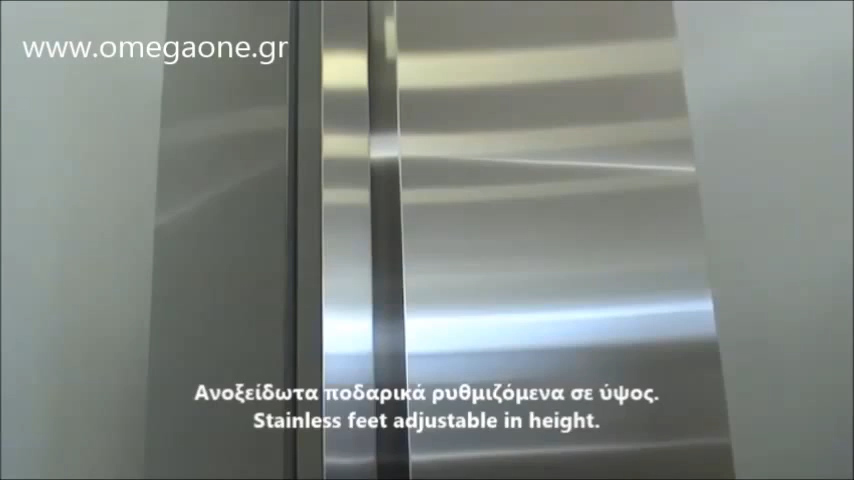 www.omegaone.gr
Ανοξείδωτα ποδαρικά ρυθμιζόμενα σε ύψος.
Stainless feet adjustable in height.